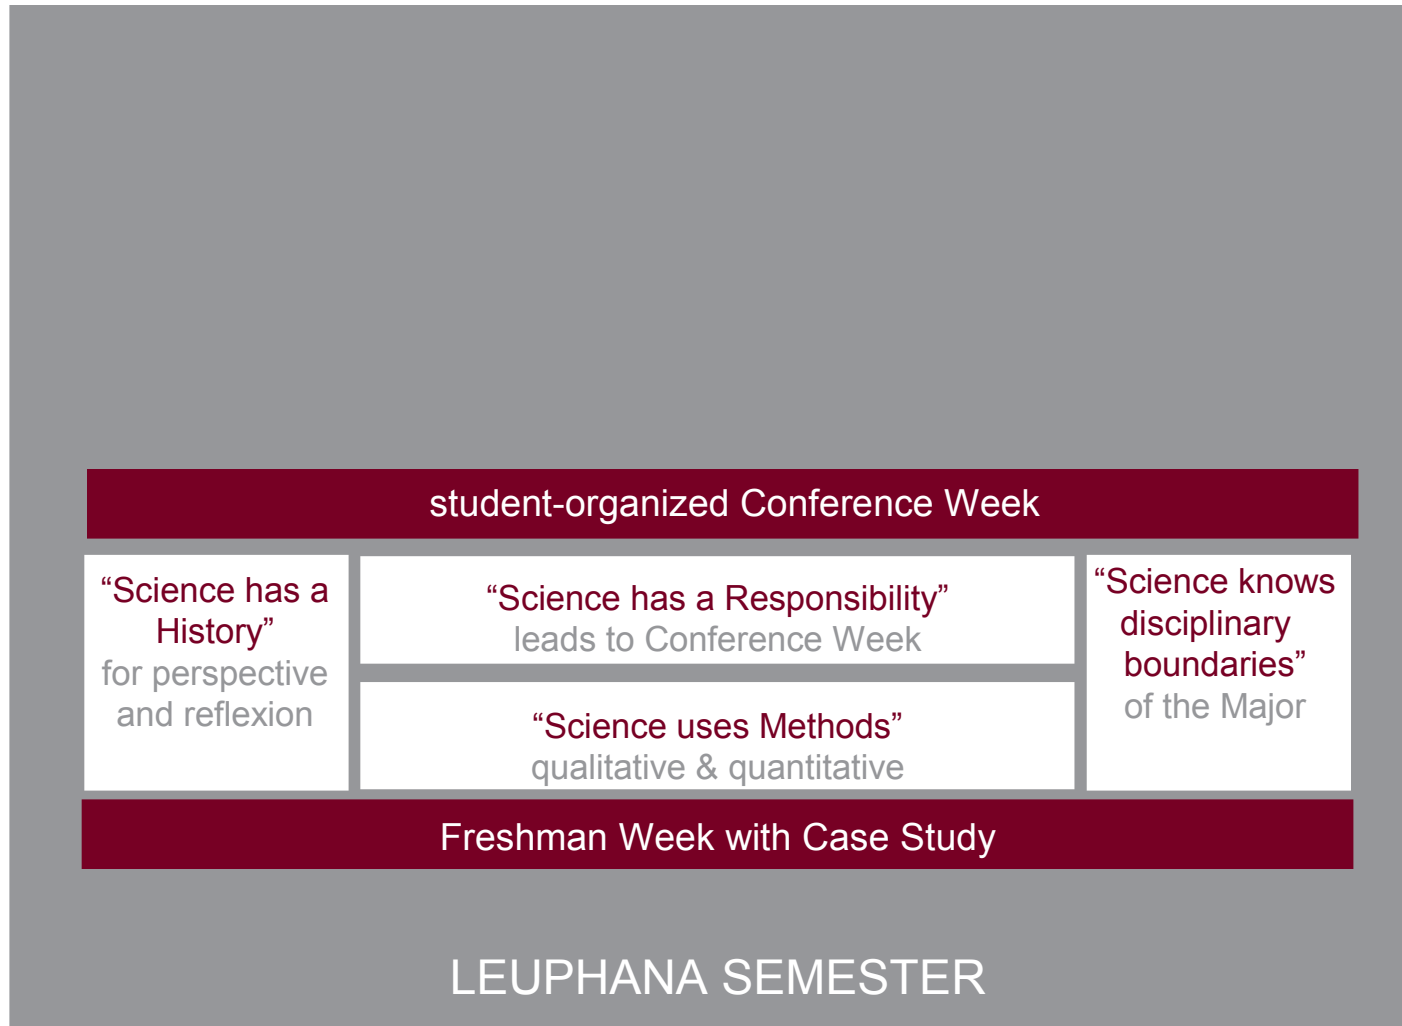 student-organized Conference Week
“Science has a
History”
for perspective
and reflexion
“Science has a Responsibility”
leads to Conference Week
“Science uses Methods”
qualitative & quantitative
“Science knows
disciplinary
boundaries”
of the Major
Freshman Week with Case Study
LEUPHANA SEMESTER